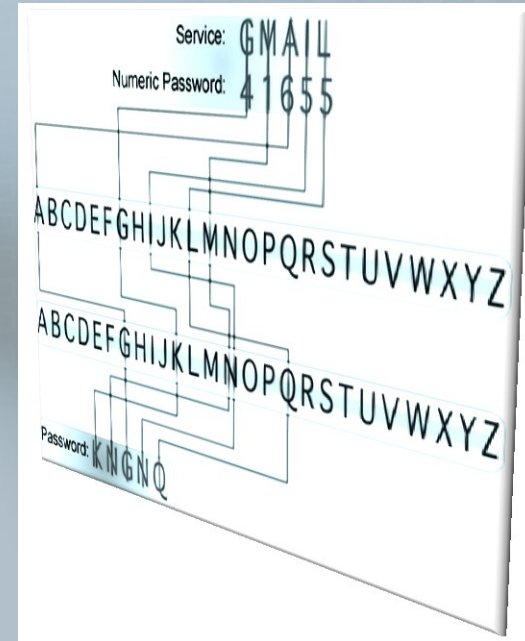 Service: GMAIL
Numeric Password: 41655
ABCDEFGHIJKLMNOPQRSTUVWXYZ
ABCDEFGHIJKLMNOPQRSTUVWXYZ
Password: KNGNQ